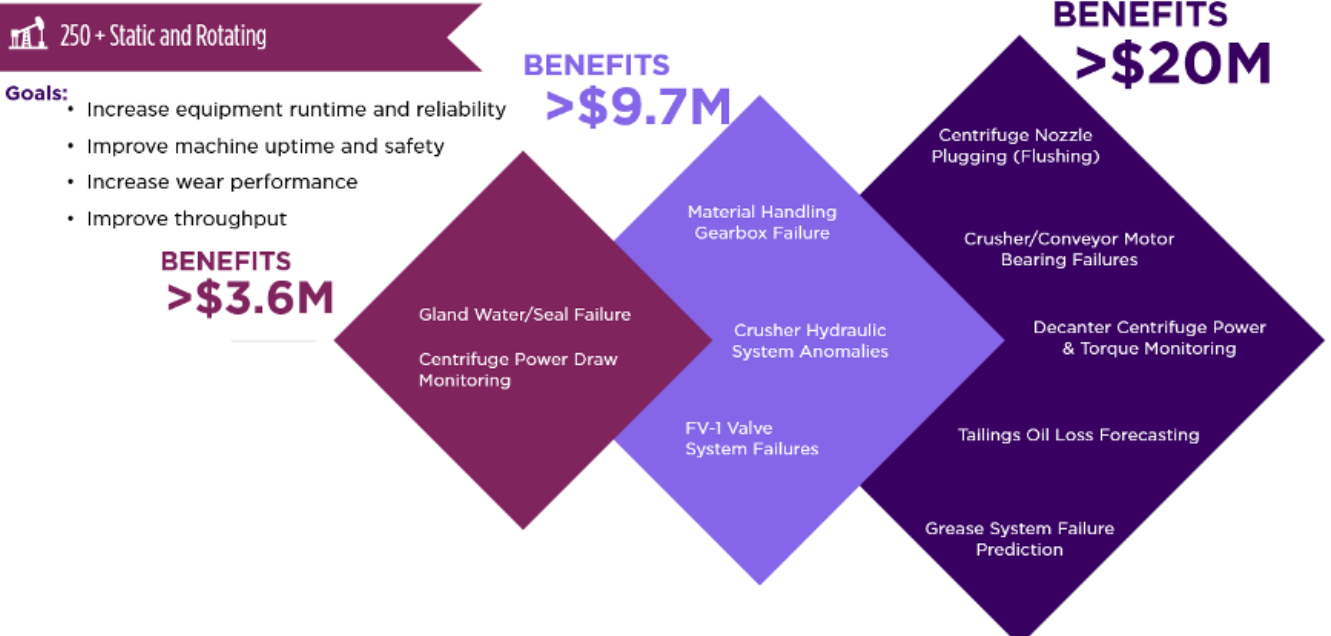 250 + Static and Rotating
Goals:
• Increase equipment runtime and reliability
• Improve machine uptime and safety
• Increase wear performance
• Improve throughput
BENEFITS
>$3.6M
Gland Water/Seal Failure
Centrifuge Power Draw
Monitoring
BENEFITS
>$9.7M
Material Handling
Gearbox Failure
Crusher Hydraulic
System Anomalies
FV-1 Valve
System Failures
BENEFITS
>$20M
Centrifuge Nozzle
Plugging (Flushing)
Crusher/Conveyor Motor
Bearing Failures
Decanter Centrifuge Power
& Torque Monitoring
Tailings Oil Loss Forecasting
Grease System Failure
Prediction